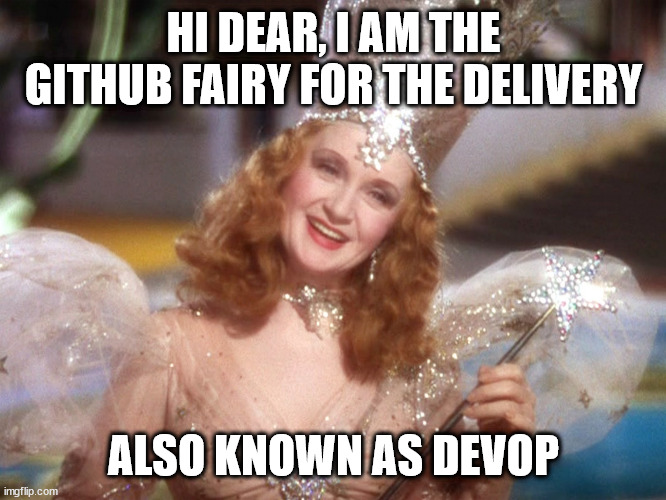 HI DEAR, I AM THE
GITHUB FAIRY FOR THE DELIVERY
ALSO KNOWN AS DEVOP
imgflip.com